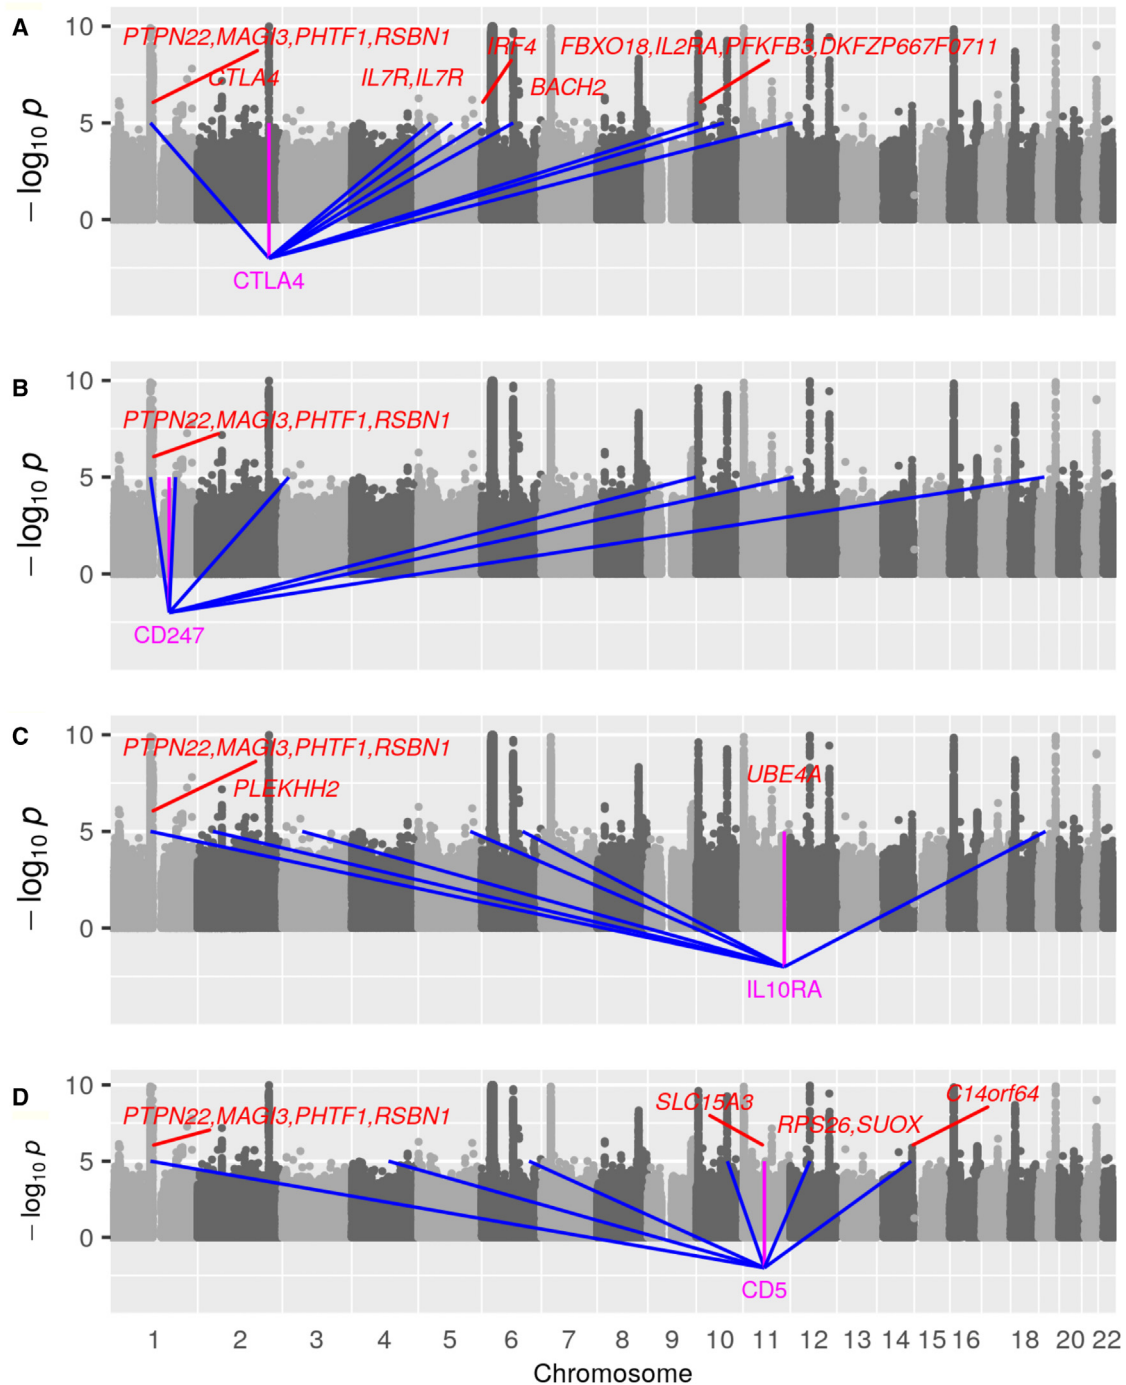 A
PTPN22,MAGI3,PHTF1,RSBN1
IRF4
FBXO18,IL2RA,PFKFB3,DKFZP667F0711
CTLA4
IL7R,IL7R
BACH2
10
5
0
− log10 p
CTLA4
B
PTPN22,MAGI3,PHTF1,RSBN1
10
5
0
− log10 p
CD247
C
PTPN22,MAGI3,PHTF1,RSBN1
PLEKHH2
UBE4A
10
5
0
− log10 p
IL10RA
D
PTPN22,MAGI3,PHTF1,RSBN1
SLC15A3
RPS26,SUOX
C14orf64
10
5
0
− log10 p
CD5
1 2 3 4 5 6 7 8 9 10 11 12 13 14 15 16 18 20 22
Chromosome